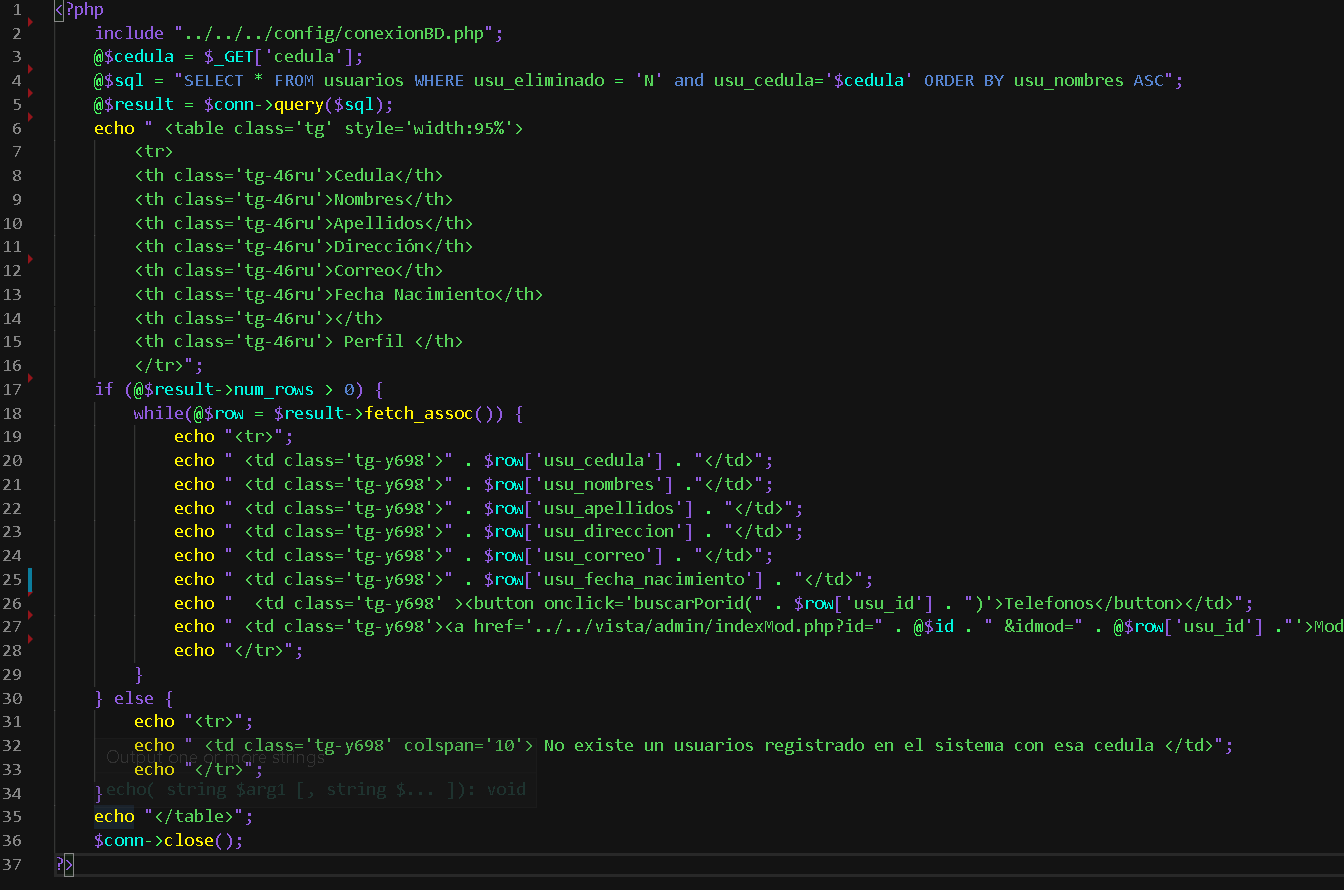 1 <?php
2 include "../../../config/conexionBD.php";
3 @$cedula = $_GET['cedula'];
4 @$sql = "SELECT * FROM usuarios WHERE usu_eliminado = 'N' and usu_cedula='$cedula' ORDER BY usu_nombres ASC";
5 @$result = $conn->query($sql);
6 echo " <table class='tg' style='width:95%'>
7 <tr>
8 <th class='tg-46ru'>Cedula</th>
9 <th class='tg-46ru'>Nombres</th>
10 <th class='tg-46ru'>Apellidos</th>
11 <th class='tg-46ru'>Dirección</th>
12 <th class='tg-46ru'>Correo</th>
13 <th class='tg-46ru'>Fecha Nacimiento</th>
14 <th class='tg-46ru'></th>
15 <th class='tg-46ru'> Perfil </th>
16 </tr>";
17 if (@$result->num_rows > 0) {
18 while(@$row = $result->fetch_assoc()) {
19 echo "<tr>";
20 echo " <td class='tg-y698'>" . $row['usu_cedula'] . "</td>";
21 echo " <td class='tg-y698'>" . $row['usu_nombres'] ."</td>";
22 echo " <td class='tg-y698'>" . $row['usu_apellidos'] . "</td>";
23 echo " <td class='tg-y698'>" . $row['usu_direccion'] . "</td>";
24 echo " <td class='tg-y698'>" . $row['usu_correo'] . "</td>";
25 echo " <td class='tg-y698'>" . $row['usu_fecha_nacimiento'] . "</td>";
26 echo "  <td class='tg-y698' ><button onclick='buscarPorid(" . $row['usu_id'] . ")'>Telefonos</button></td>";
27 echo " <td class='tg-y698'><a href='../../vista/admin/indexMod.php?id=" . @$id . " &idmod=" . @$row['usu_id'] ."'>Mod
28 echo "</tr>";
29 }
30 } else {
31 echo "<tr>";
32 echo " <td class='tg-y698' colspan='10'> No existe un usuarios registrado en el sistema con esa cedula </td>";
Output one or more strings
33 echo "</tr>";
34 }
echo( string $arg1 [, string $... ]): void
35 echo "</table>";
36 $conn->close();
37 ?>